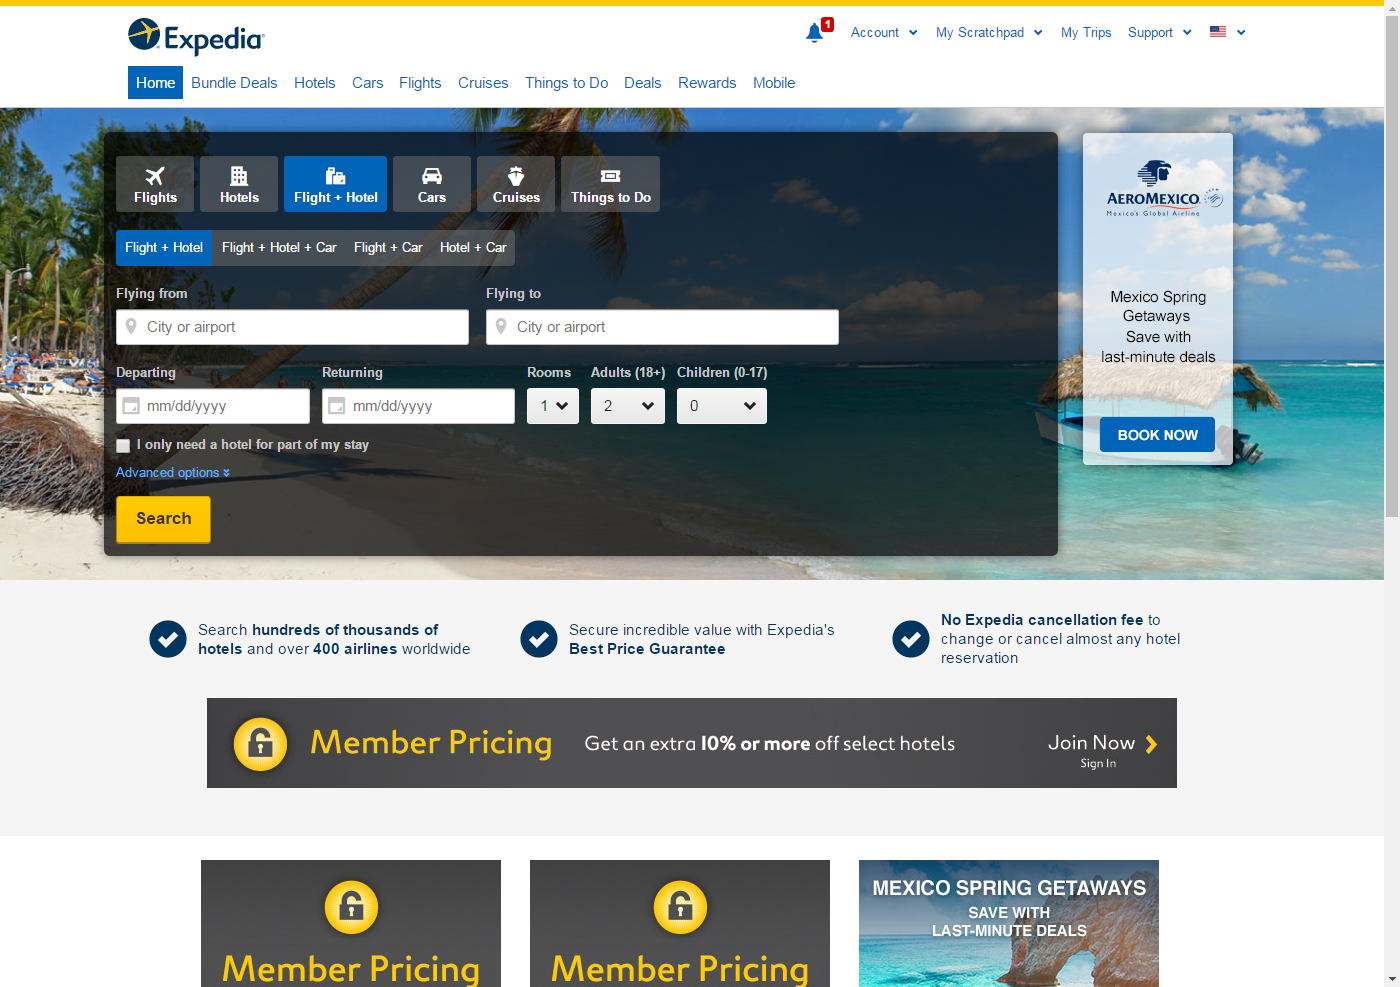 Expedia
1
Account
My Scratchpad
My Trips
Support
Home
Bundle Deals
Hotels
Cars
Flights
Cruises
Things to Do
Deals
Rewards
Mobile
Flights
Hotels
Flight + Hotel
Cars
Cruises
Things to Do
Flight + Hotel
Flight + Hotel + Car
Flight + Car
Hotel + Car
Flying from
Flying to
City or airport
City or airport
Departing
Returning
Rooms
Adults (18+)
Children (0-17)
mm/dd/yyyy
mm/dd/yyyy
1
2
0
I only need a hotel for part of my stay
Advanced options
Search
AEROMEXICO
Mexico's Global Airline
Mexico Spring
Getaways
Save with
last-minute deals
BOOK NOW
Search hundreds of thousands of
hotels and over 400 airlines worldwide
Secure incredible value with Expedia's
Best Price Guarantee
No Expedia cancellation fee to
change or cancel almost any hotel
reservation
Member Pricing
Get an extra 10% or more off select hotels
Join Now
Sign In
Member Pricing
Member Pricing
MEXICO SPRING GETAWAYS
SAVE WITH
LAST-MINUTE DEALS